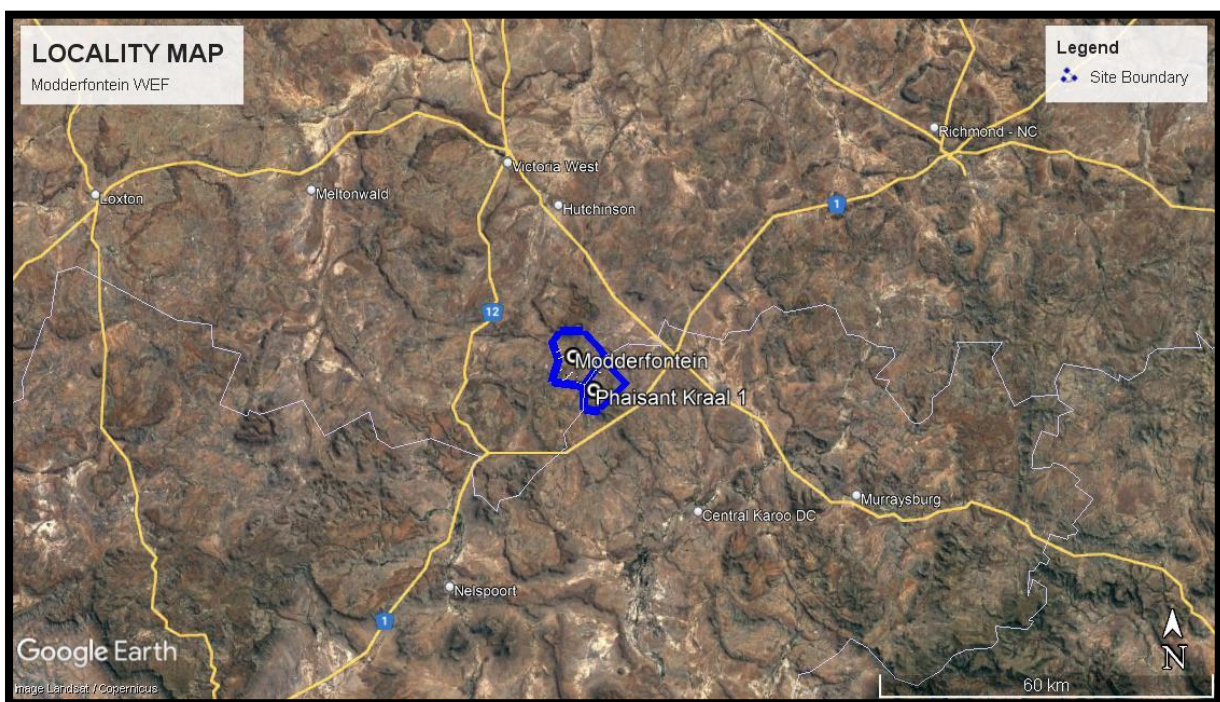 LOCALITY MAP
Modderfontein WEF
Legend
Site Boundary
Richmond - NC
Victoria West
Meltonwald
Loxton
Hutchinson
1
12
Modderfontein
Phaisant Kraal 1
Murraysburg
Central Karoo DC
Nelspoort
1
Google Earth
Image Landsat / Copernicus
N
60 km